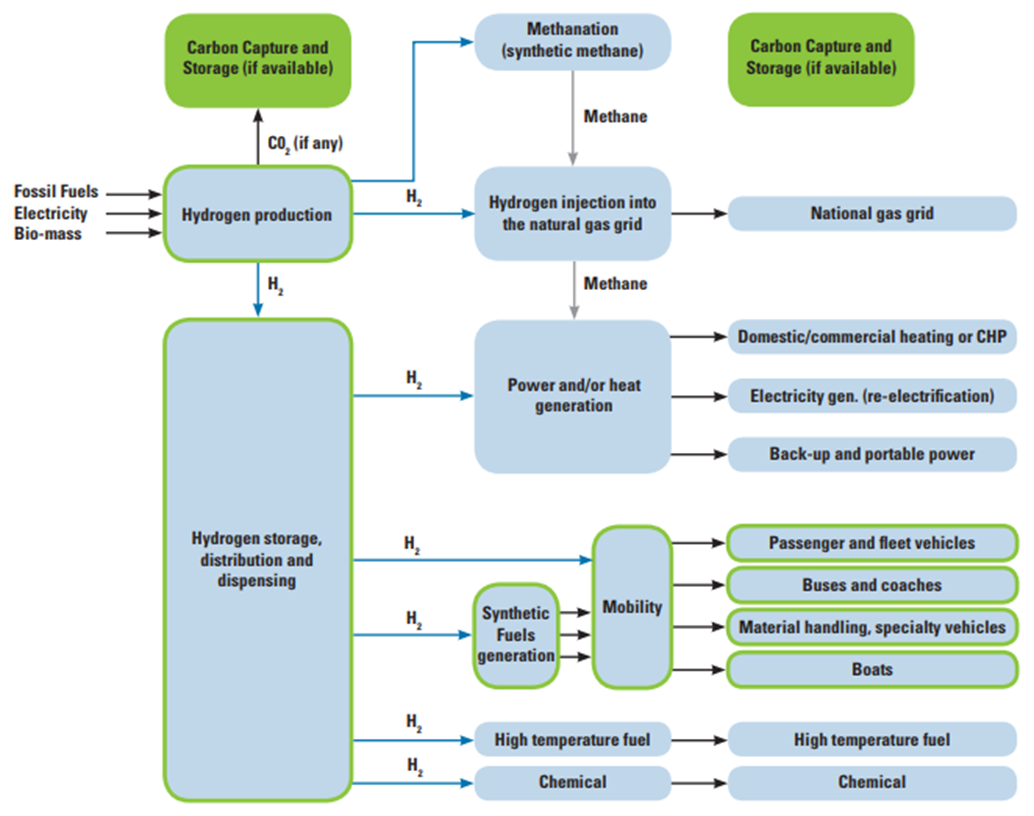 Carbon Capture and
Storage (if available)
Methanation
(synthetic methane)
Carbon Capture and
Storage (if available)
Methane
CO2 (if any)
Fossil Fuels
Electricity
Bio-mass
Hydrogen production
H2
Hydrogen injection into
the natural gas grid
National gas grid
H2
Methane
Hydrogen storage,
distribution and
dispensing
H2
Power and/or heat
generation
Domestic/commercial heating or CHP
Electricity gen. (re-electrification)
Back-up and portable power
H2
H2
Synthetic
Fuels
generation
Mobility
Passenger and fleet vehicles
Buses and coaches
Material handling, specialty vehicles
Boats
H2
High temperature fuel
High temperature fuel
H2
Chemical
Chemical